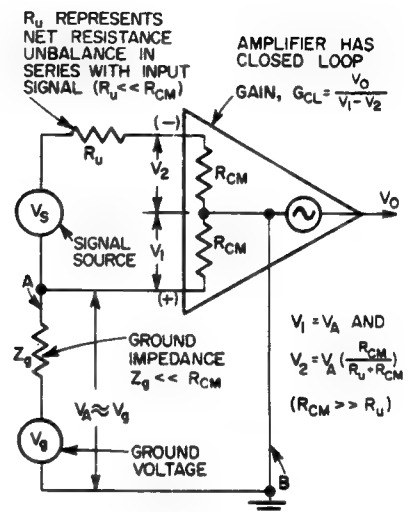 Ru REPRESENTS
NET RESISTANCE
UNBALANCE IN
SERIES WITH INPUT
SIGNAL (Ru<<RCM)
AMPLIFIER HAS
CLOSED LOOP
GAIN, GCL = VO / V1-V2
(-)
Ru
V2
RCM
VO
VS
SIGNAL
SOURCE
V1
RCM
A
(+)
Zg
GROUND
IMPEDANCE
Zg << RCM
VA≈Vg
V1 = VA AND
V2 = VA (RCM / Ru+RCM)
(RCM >> Ru)
Vg
GROUND
VOLTAGE
B